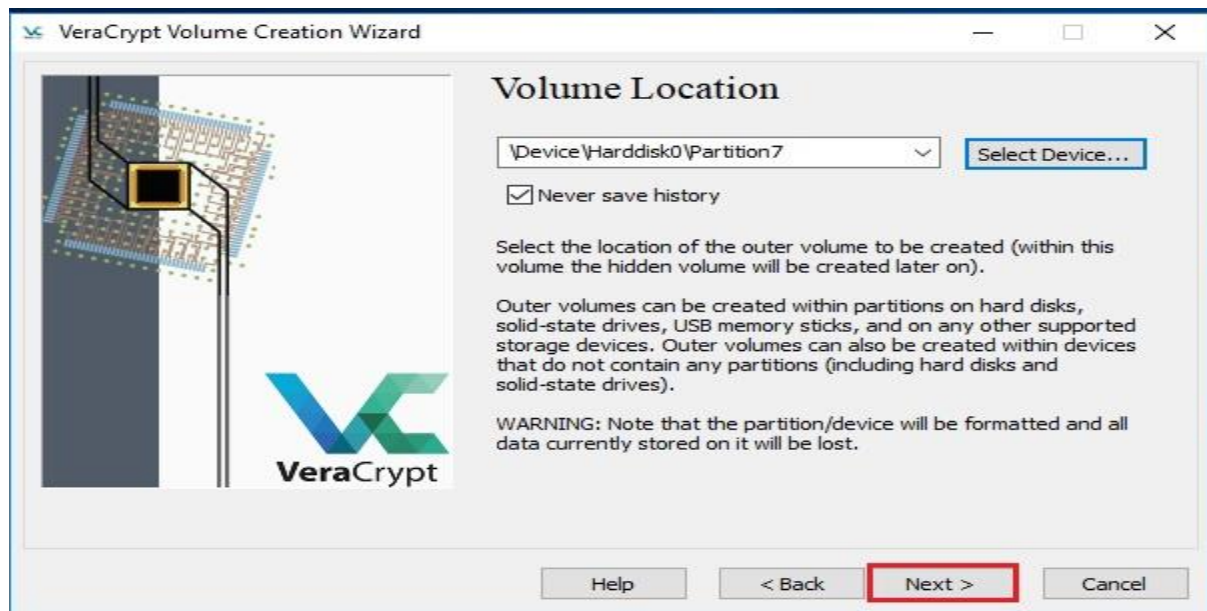 VeraCrypt Volume Creation Wizard
Volume Location
\Device\Harddisk0\Partition7
Select Device...
Never save history
Select the location of the outer volume to be created (within this
volume the hidden volume will be created later on).
Outer volumes can be created within partitions on hard disks,
solid-state drives, USB memory sticks, and on any other supported
storage devices. Outer volumes can also be created within devices
that do not contain any partitions (including hard disks and
solid-state drives).
WARNING: Note that the partition/device will be formatted and all
data currently stored on it will be lost.
VeraCrypt
Help
< Back
Next >
Cancel